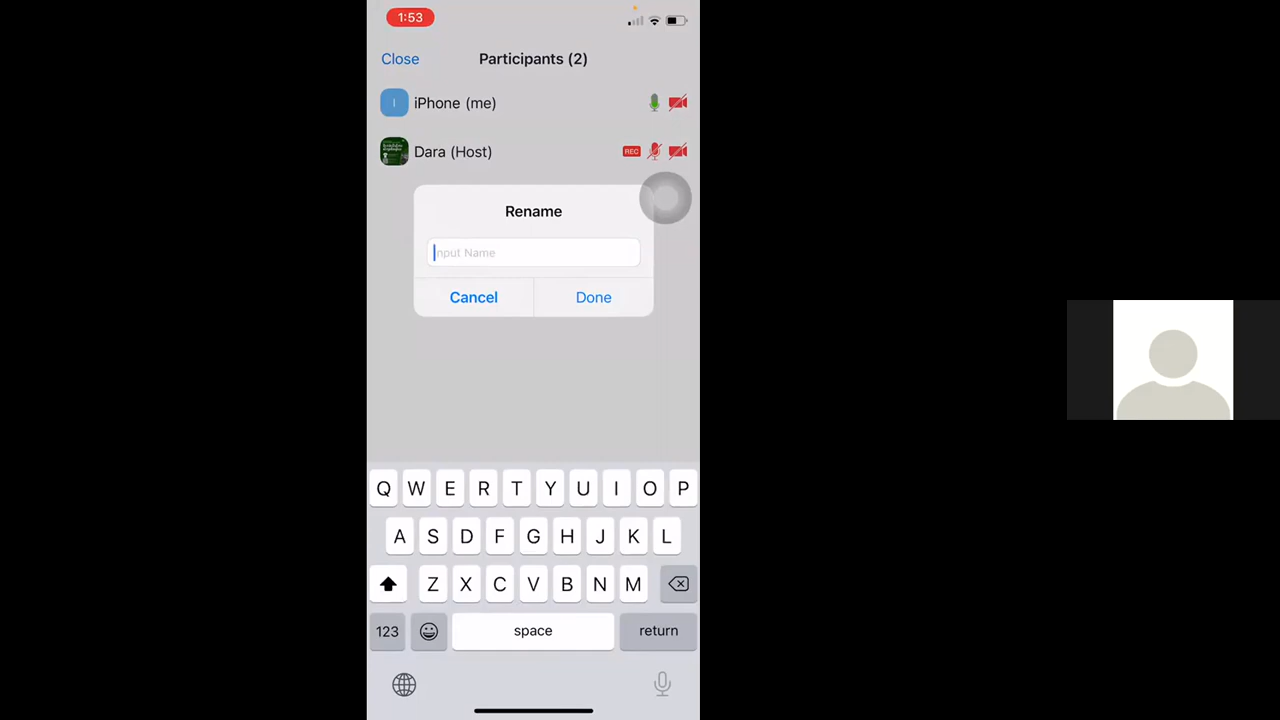 1:53
Close
Participants (2)
I
iPhone (me)
Dara (Host)
REC
Rename
Input Name
Cancel
Done
Q W E R T Y U I O P
A S D F G H J K L
Z X C V B N M
123
space
return